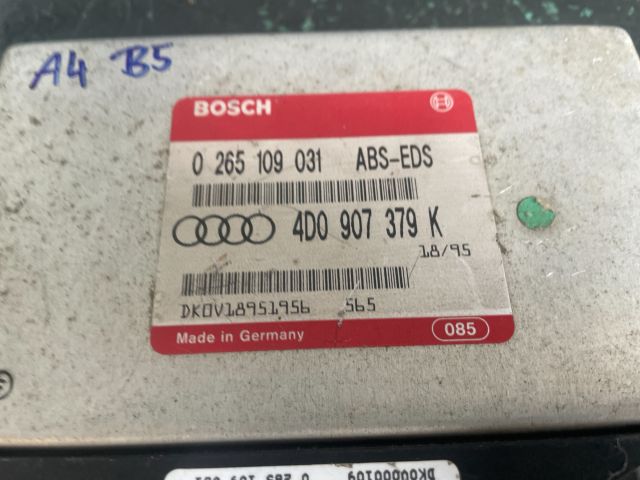 A4 B5
BOSCH
0 265 109 031 ABS-EDS
4D0 907 379 K
18/95
DK0V18951956 565
Made in Germany 085